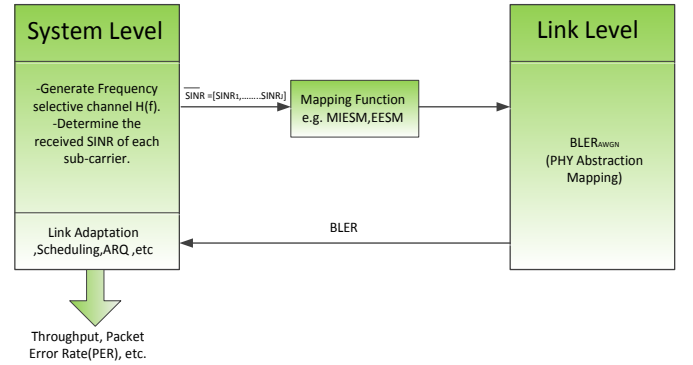 System Level
-Generate Frequency
selective channel H(f).
-Determine the
received SINR of each
sub-carrier.
Link Adaptation
,Scheduling,ARQ ,etc
Throughput, Packet
Error Rate(PER), etc.
SINR =[SINR₁,........SINRⱼ]
Mapping Function
e.g. MIESM,EESM
BLER
Link Level
BLERAWGN
(PHY Abstraction
Mapping)